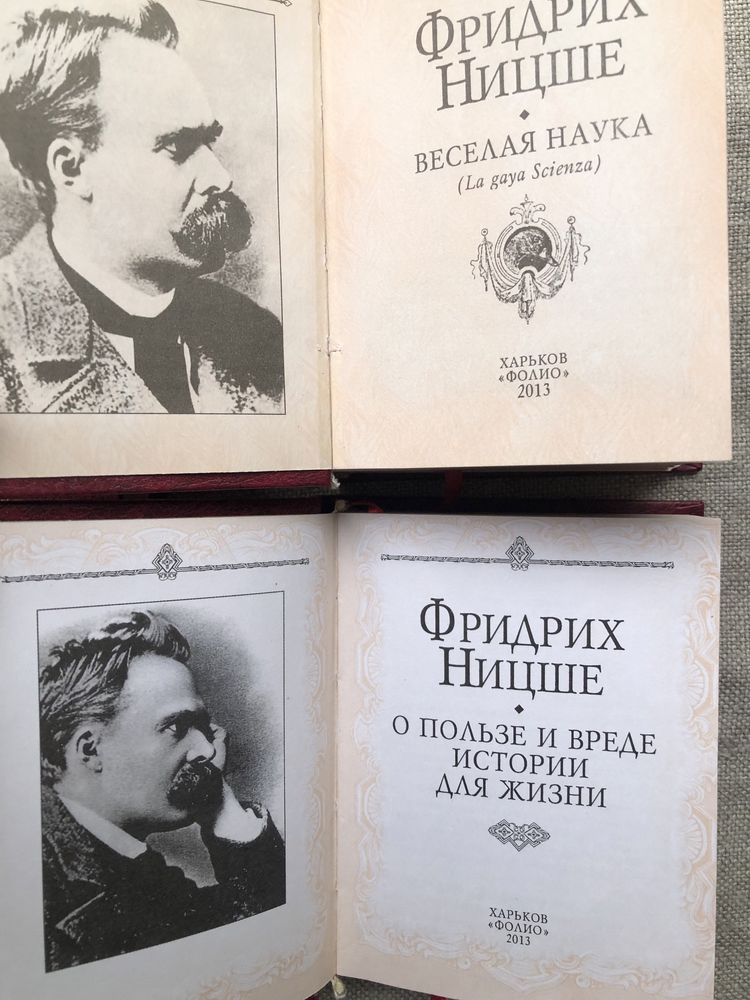 ФРИДРИХ
НИЦШЕ
ВЕСЕЛАЯ НАУКА
(La gaya Scienza)
ХАРЬКОВ
«ФОЛИО»
2013
ФРИДРИХ
НИЦШЕ
О ПОЛЬЗЕ И ВРЕДЕ
ИСТОРИИ
ДЛЯ ЖИЗНИ
ХАРЬКОВ
«ФОЛИО»
2013